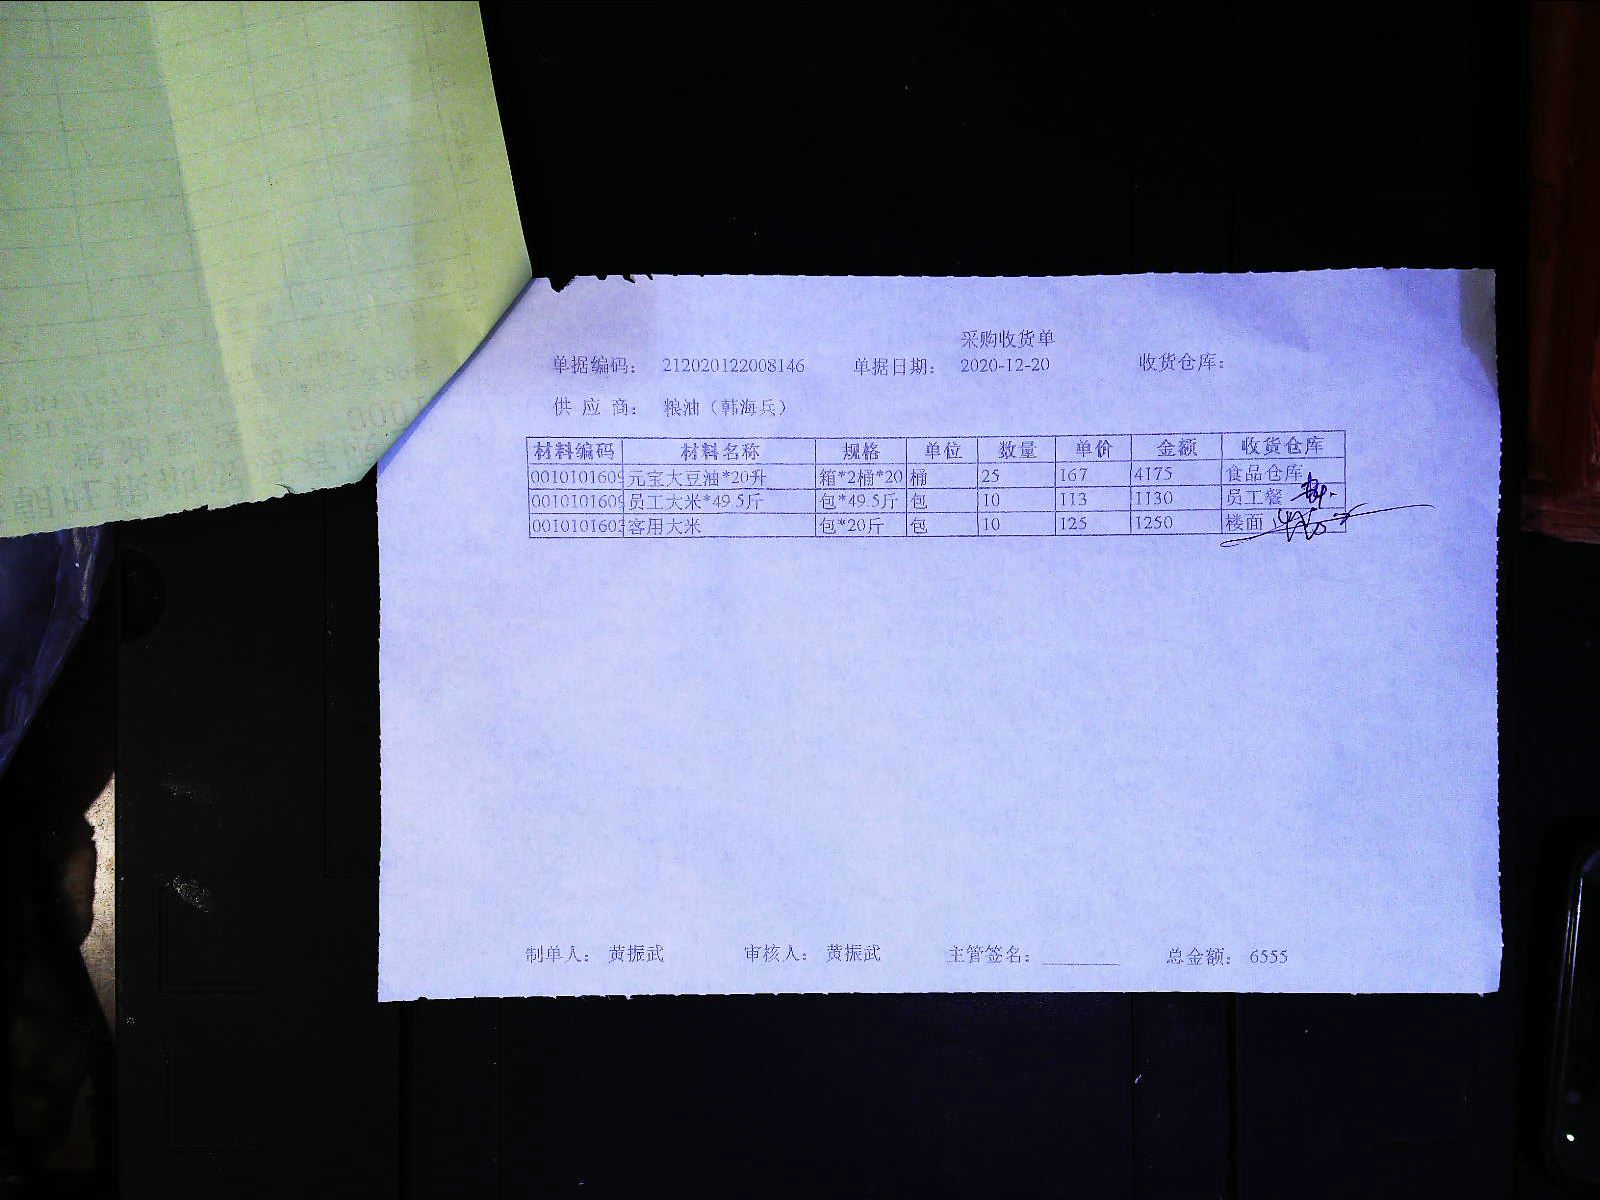 采购收货单
单据编码： 212020122008146 单据日期： 2020-12-20 收货仓库：
供 应 商： 粮油（韩海兵）
材料编码 材料名称 规格 单位 数量 单价 金额 收货仓库
0010101609 元宝大豆油*20升 箱*2桶*20 桶 25 167 4175 食品仓库
0010101609 员工大米*49.5斤 包*49.5斤 包 10 113 1130 员工餐
0010101603 客用大米 包*20斤 包 10 125 1250 楼面
制单人： 黄振武 审核人： 黄振武 主管签名： 总金额： 6555